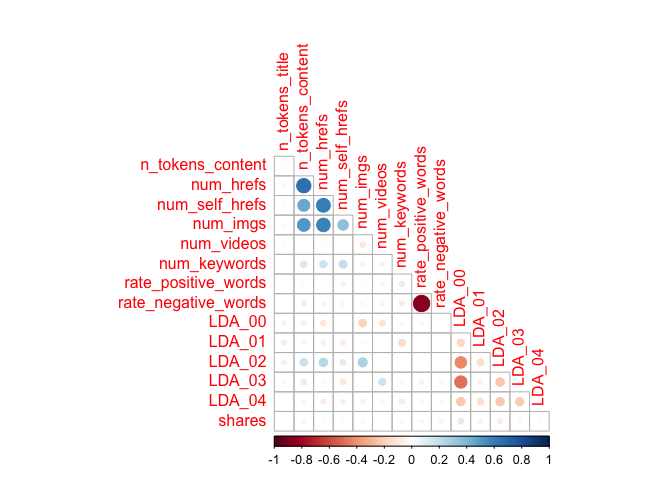 n_tokens_title
n_tokens_content
num_hrefs
num_self_hrefs
num_imgs
num_videos
num_keywords
rate_positive_words
rate_negative_words
LDA_00
LDA_01
LDA_02
LDA_03
LDA_04
n_tokens_content
num_hrefs
num_self_hrefs
num_imgs
num_videos
num_keywords
rate_positive_words
rate_negative_words
LDA_00
LDA_01
LDA_02
LDA_03
LDA_04
shares
-1 -0.8 -0.6 -0.4 -0.2 0 0.2 0.4 0.6 0.8 1